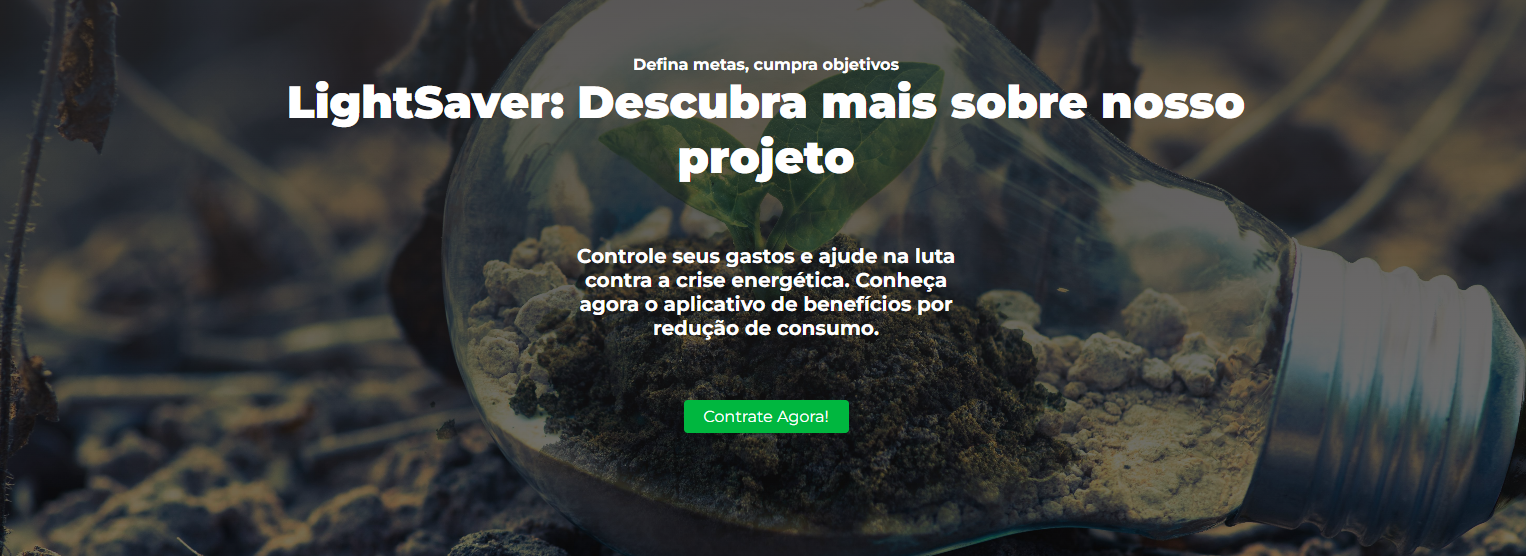 Defina metas, cumpra objetivos
LightSaver: Descubra mais sobre nosso
projeto
Controle seus gastos e ajude na luta
contra a crise energética. Conheça
agora o aplicativo de benefícios por
redução de consumo.
Contrate Agora!